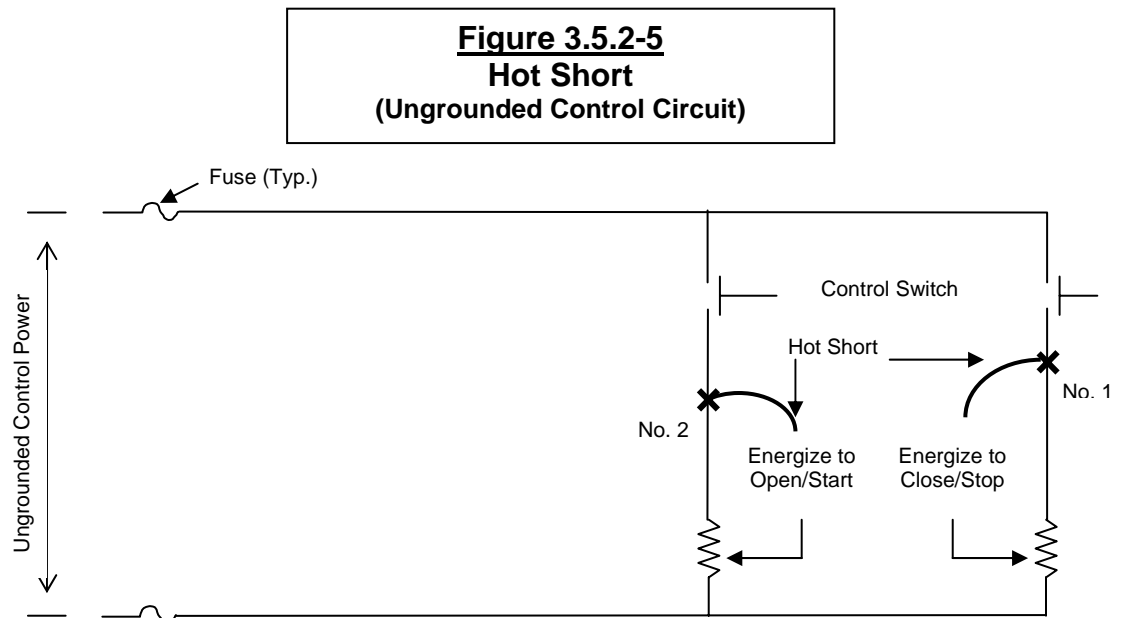 Figure 3.5.2-5
Hot Short
(Ungrounded Control Circuit)
Fuse (Typ.)
Ungrounded Control Power
Control Switch
Hot Short
No. 1
No. 2
Energize to
Open/Start
Energize to
Close/Stop